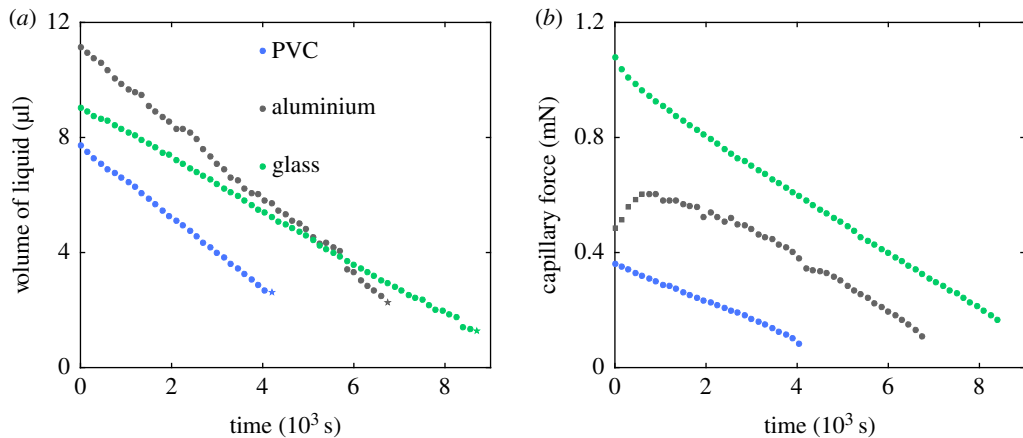 (a)
12
8
4
0
volume of liquid (µl)
PVC
aluminium
glass
0 2 4 6 8
time (10³ s)
(b)
1.2
0.8
0.4
0
capillary force (mN)
0 2 4 6 8
time (10³ s)